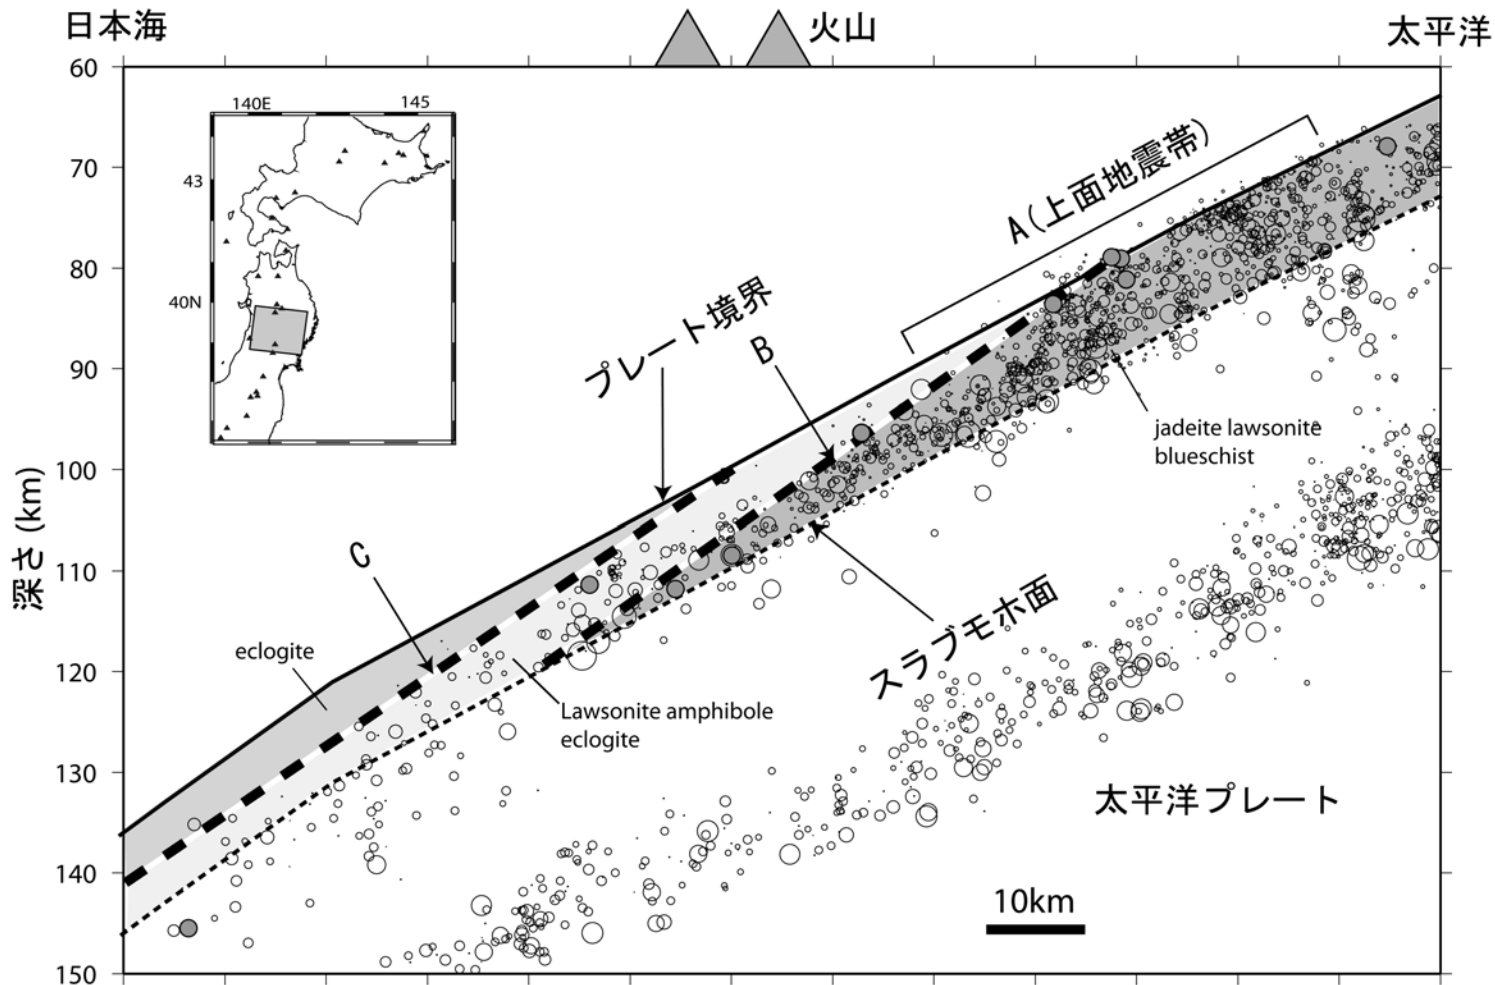 日本海
火山
太平洋
60
70
80
90
100
110
120
130
140
150
深さ (km)
140E
145
43
40N
A(上面地震帯)
プレート境界
B
C
jadeite lawsonite
blueschist
eclogite
Lawsonite amphibole
eclogite
スラブモホ面
太平洋プレート
10km